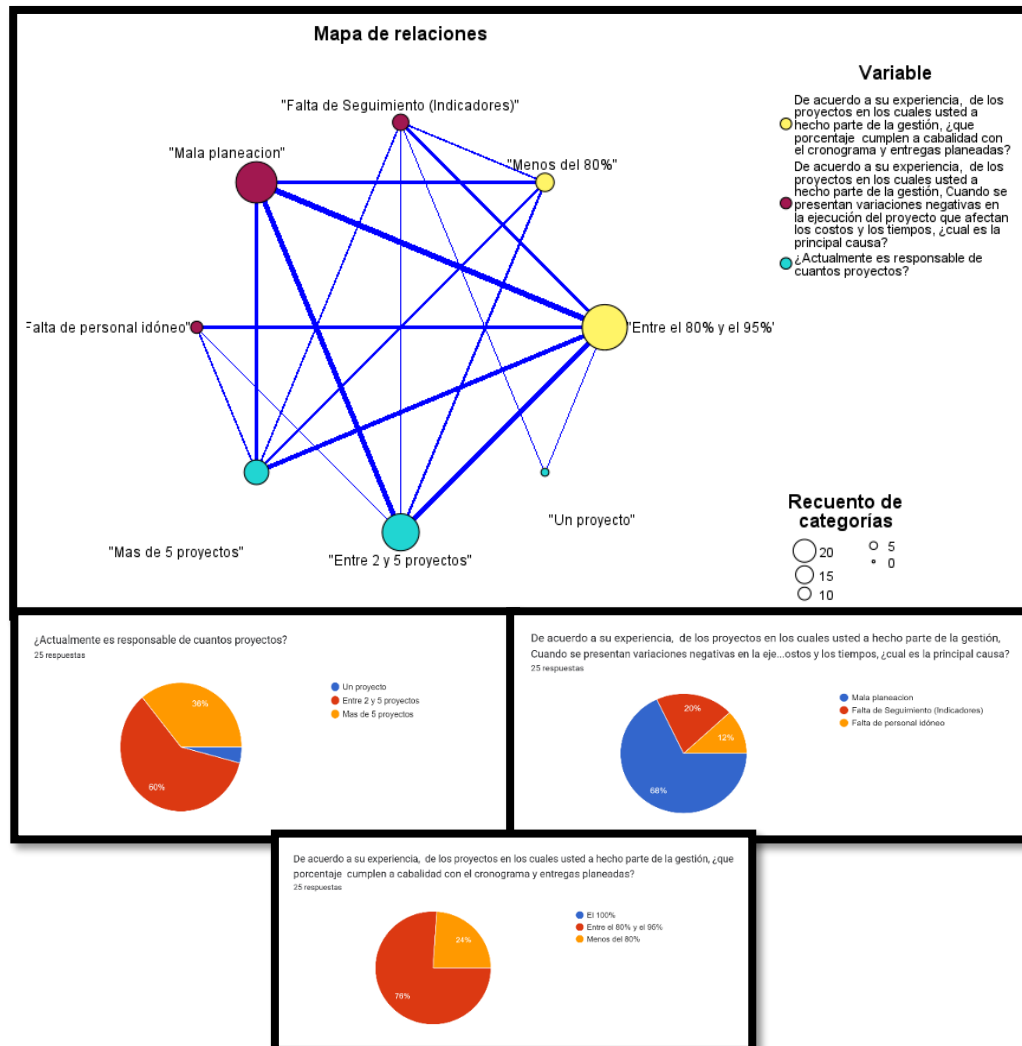 Mapa de relaciones
"Falta de Seguimiento (Indicadores)"
"Mala planeacion"
"Menos del 80%"
Falta de personal idóneo"
"Entre el 80% y el 95%'
"Un proyecto"
"Mas de 5 proyectos"
"Entre 2 y 5 proyectos"
Variable
De acuerdo a su experiencia, de los
proyectos en los cuales usted a
hecho parte de la gestión, ¿que
porcentaje cumplen a cabalidad con
el cronograma y entregas planeadas?
De acuerdo a su experiencia, de los
proyectos en los cuales usted a
hecho parte de la gestión, Cuando se
presentan variaciones negativas en
la ejecución del proyecto que afectan
los costos y los tiempos, ¿cual es la
principal causa?
¿Actualmente es responsable de
cuantos proyectos?
Recuento de
categorías
20
15
10
5
0
¿Actualmente es responsable de cuantos proyectos?
25 respuestas
36%
60%
Un proyecto
Entre 2 y 5 proyectos
Mas de 5 proyectos
De acuerdo a su experiencia, de los proyectos en los cuales usted a hecho parte de la gestión,
Cuando se presentan variaciones negativas en la eje...ostos y los tiempos, ¿cual es la principal causa?
25 respuestas
20%
12%
68%
Mala planeacion
Falta de Seguimiento (Indicadores)
Falta de personal idóneo
De acuerdo a su experiencia, de los proyectos en los cuales usted a hecho parte de la gestión, ¿que
porcentaje cumplen a cabalidad con el cronograma y entregas planeadas?
25 respuestas
24%
76%
El 100%
Entre el 80% y el 96%
Menos del 80%